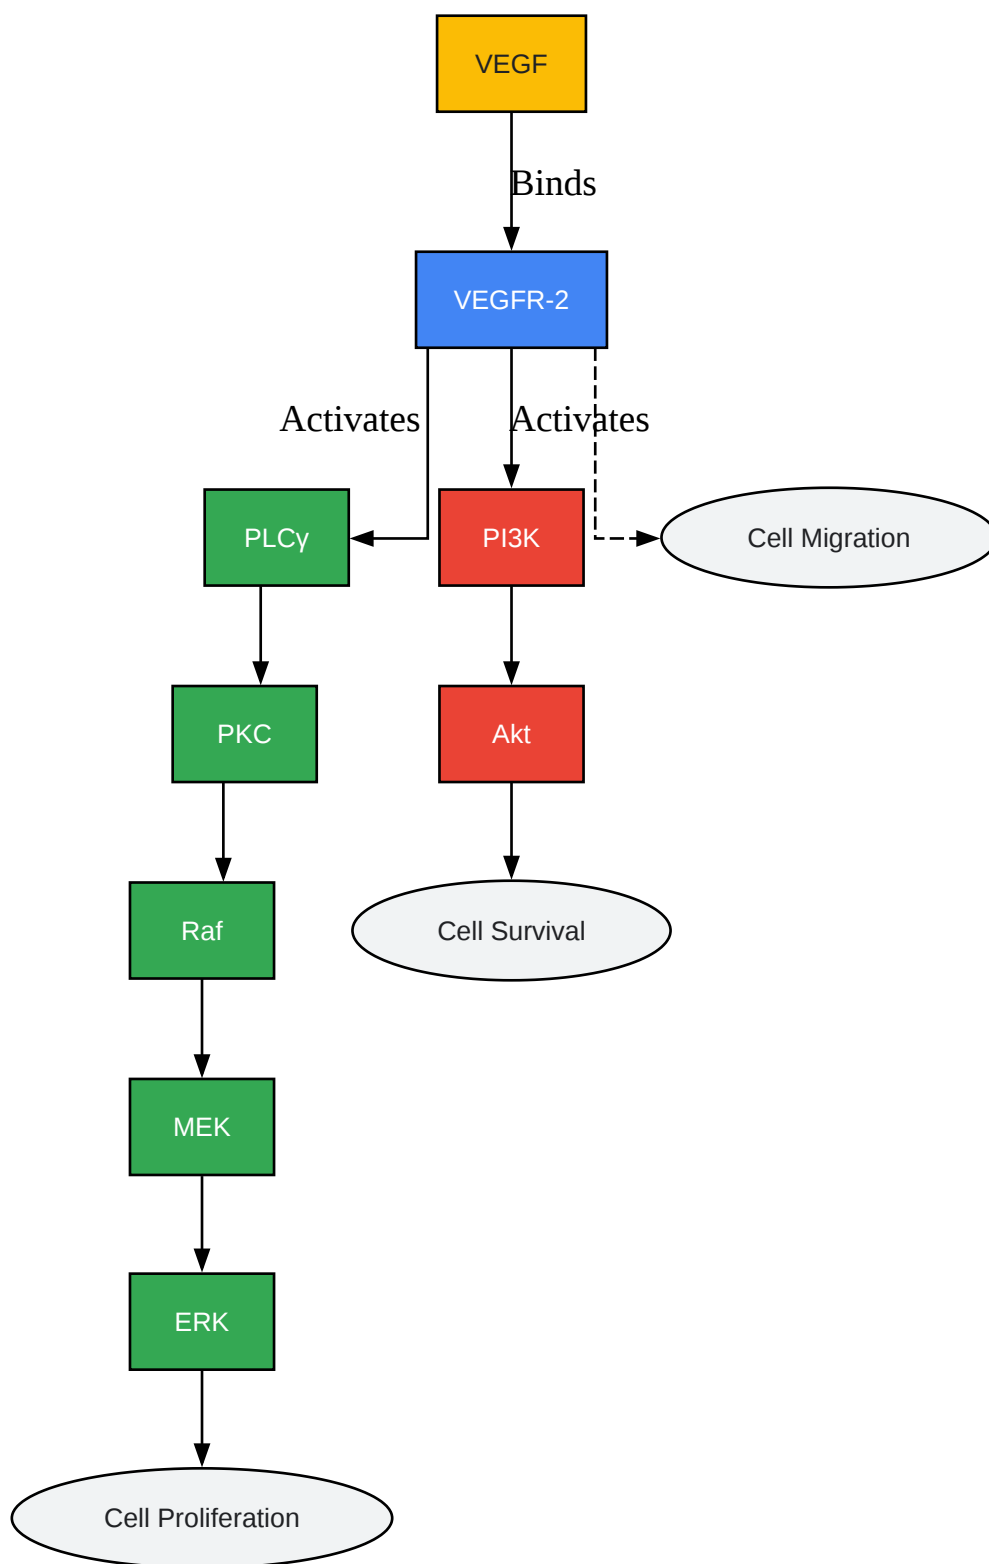 VEGF
Binds
VEGFR-2
Activates
Activates
PLCγ
PI3K
Cell Migration
PKC
Akt
Raf
Cell Survival
MEK
ERK
Cell Proliferation